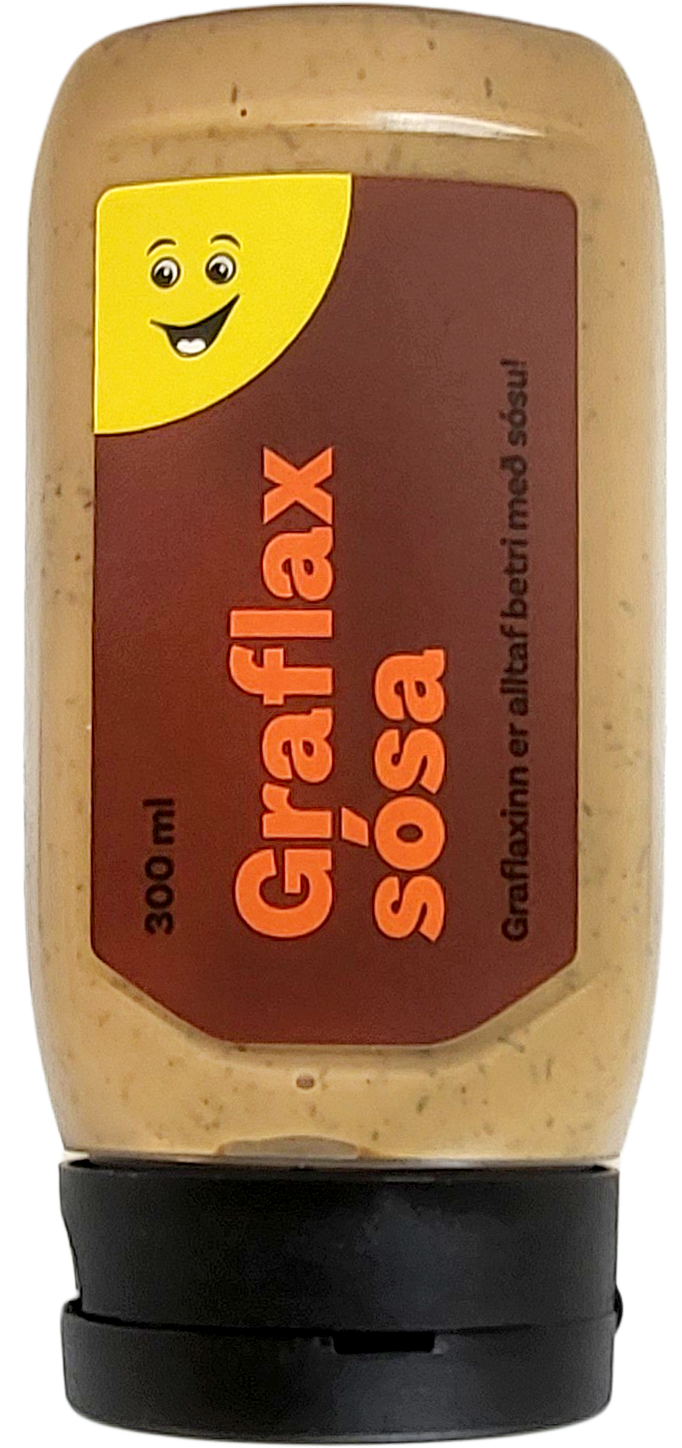 300 ml
Graflax
sósa
Graflaxinn er alltaf betri með sósu!